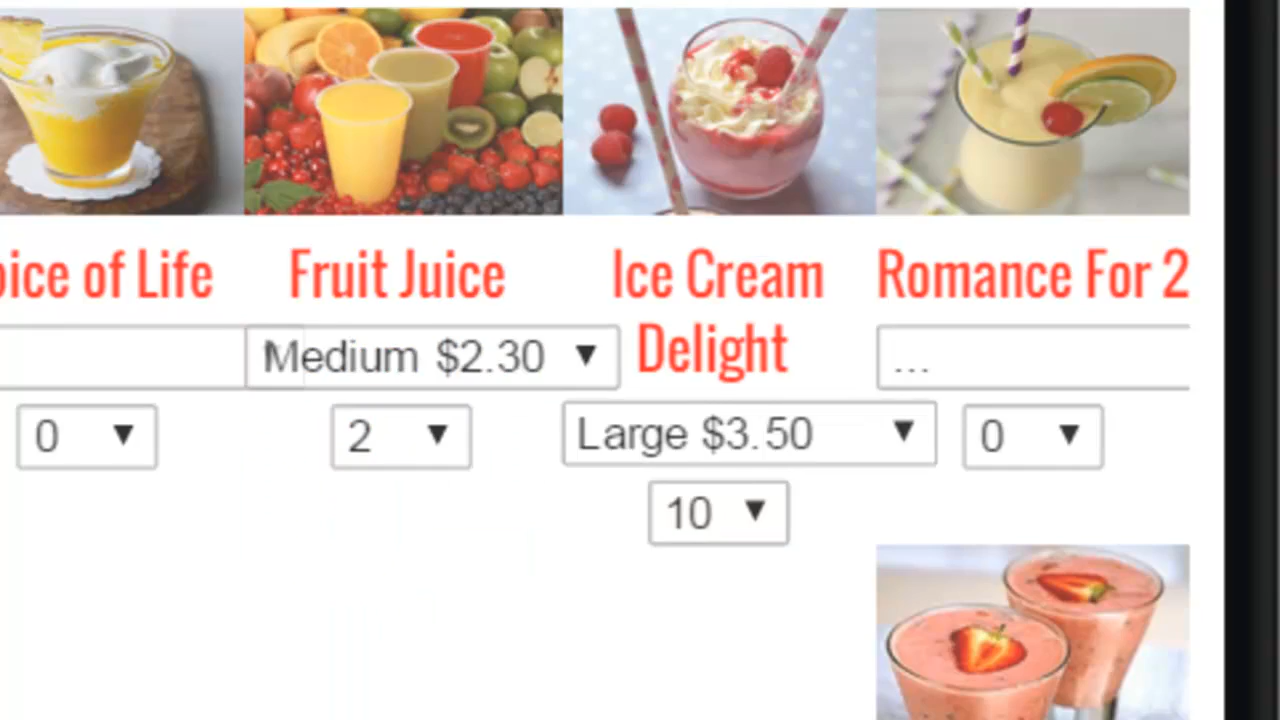 pice of Life
Fruit Juice
Ice Cream
Delight
Romance For 2
Medium $2.30
...
0
2
Large $3.50
0
10